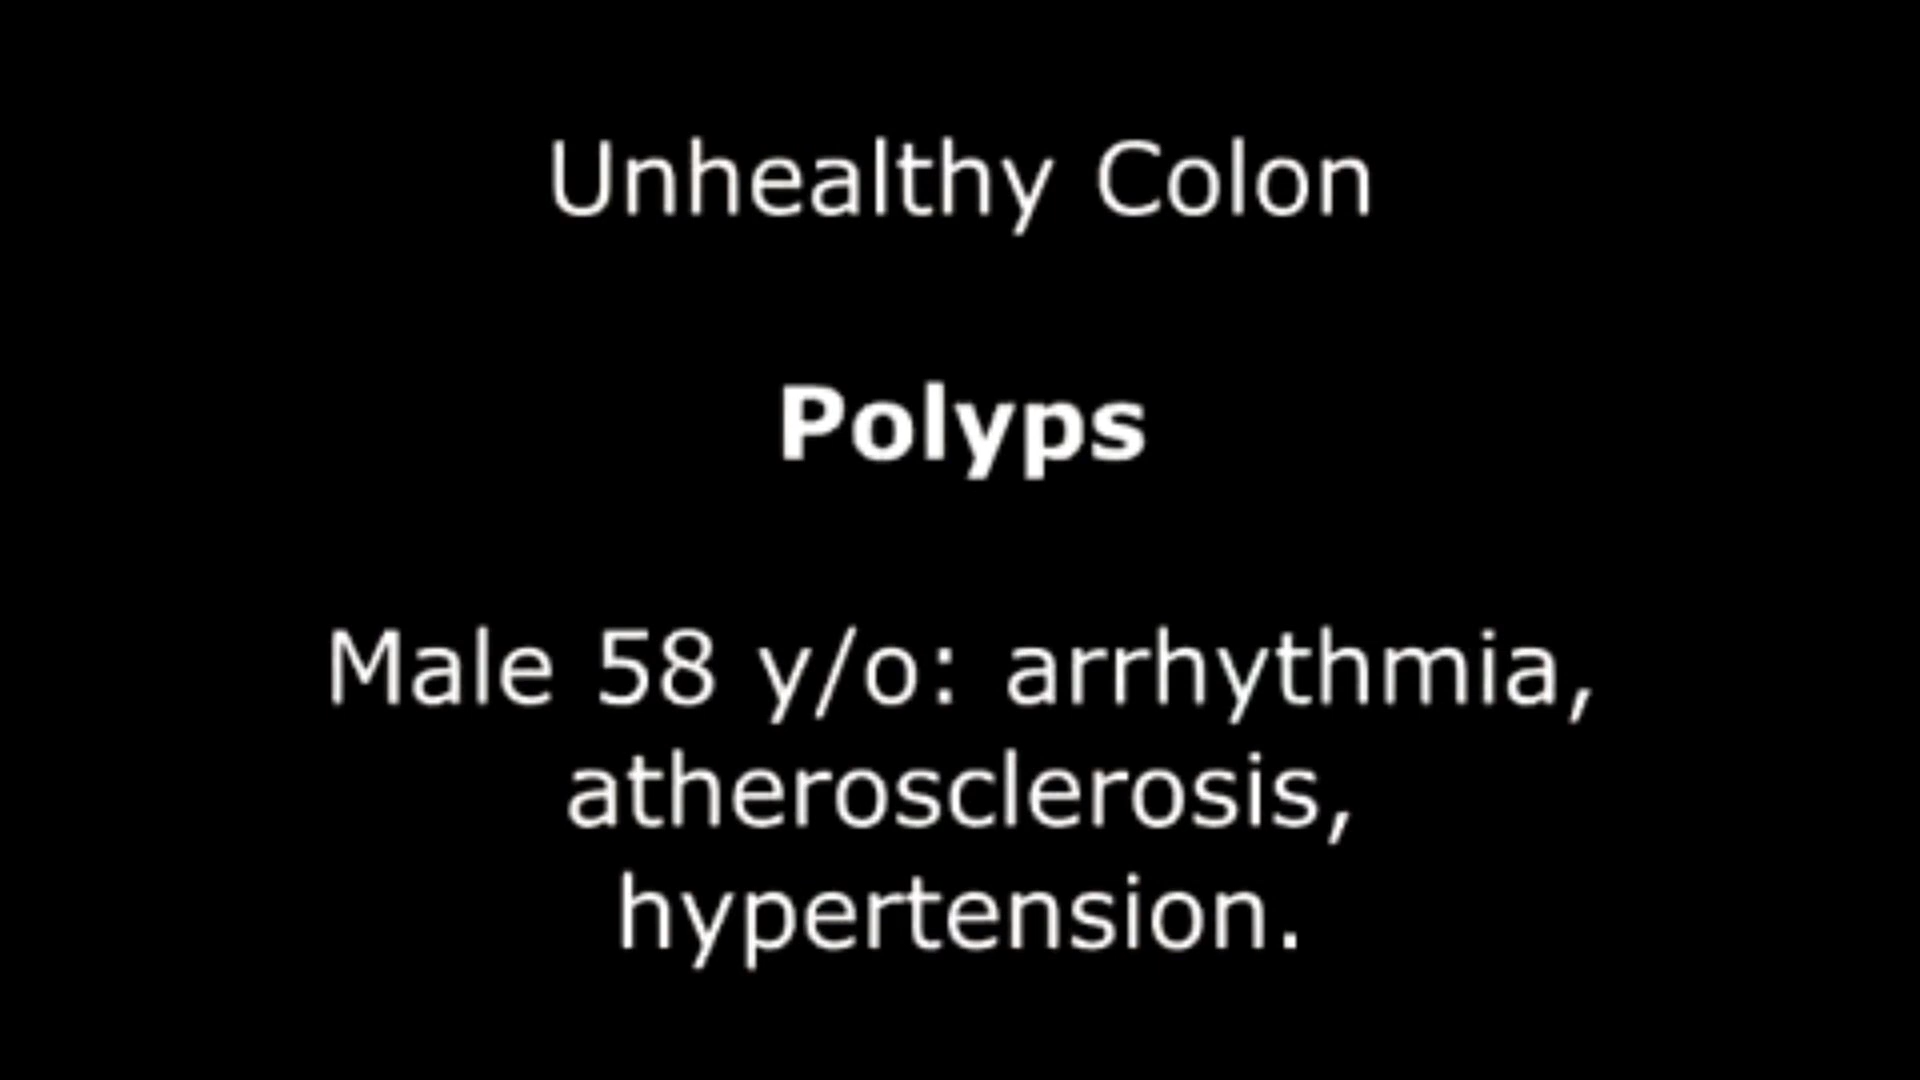 Unhealthy Colon
Polyps
Male 58 y/o: arrhythmia,
atherosclerosis,
hypertension.